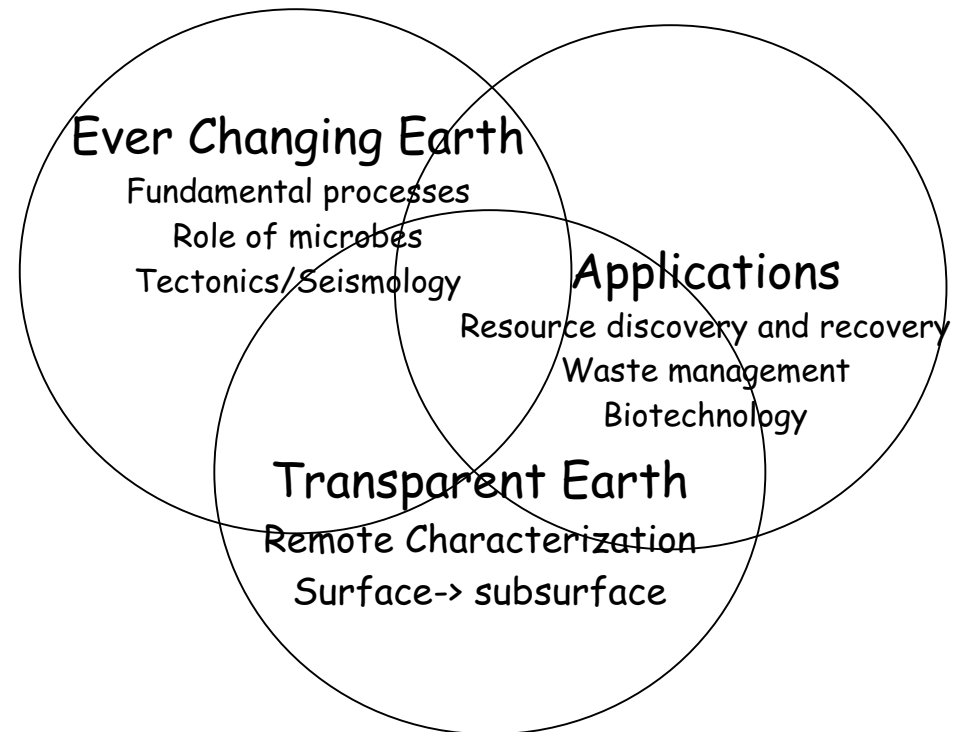 Ever Changing Earth
Fundamental processes
Role of microbes
Tectonics/Seismology
Applications
Resource discovery and recovery
Waste management
Biotechnology
Transparent Earth
Remote Characterization
Surface-> subsurface